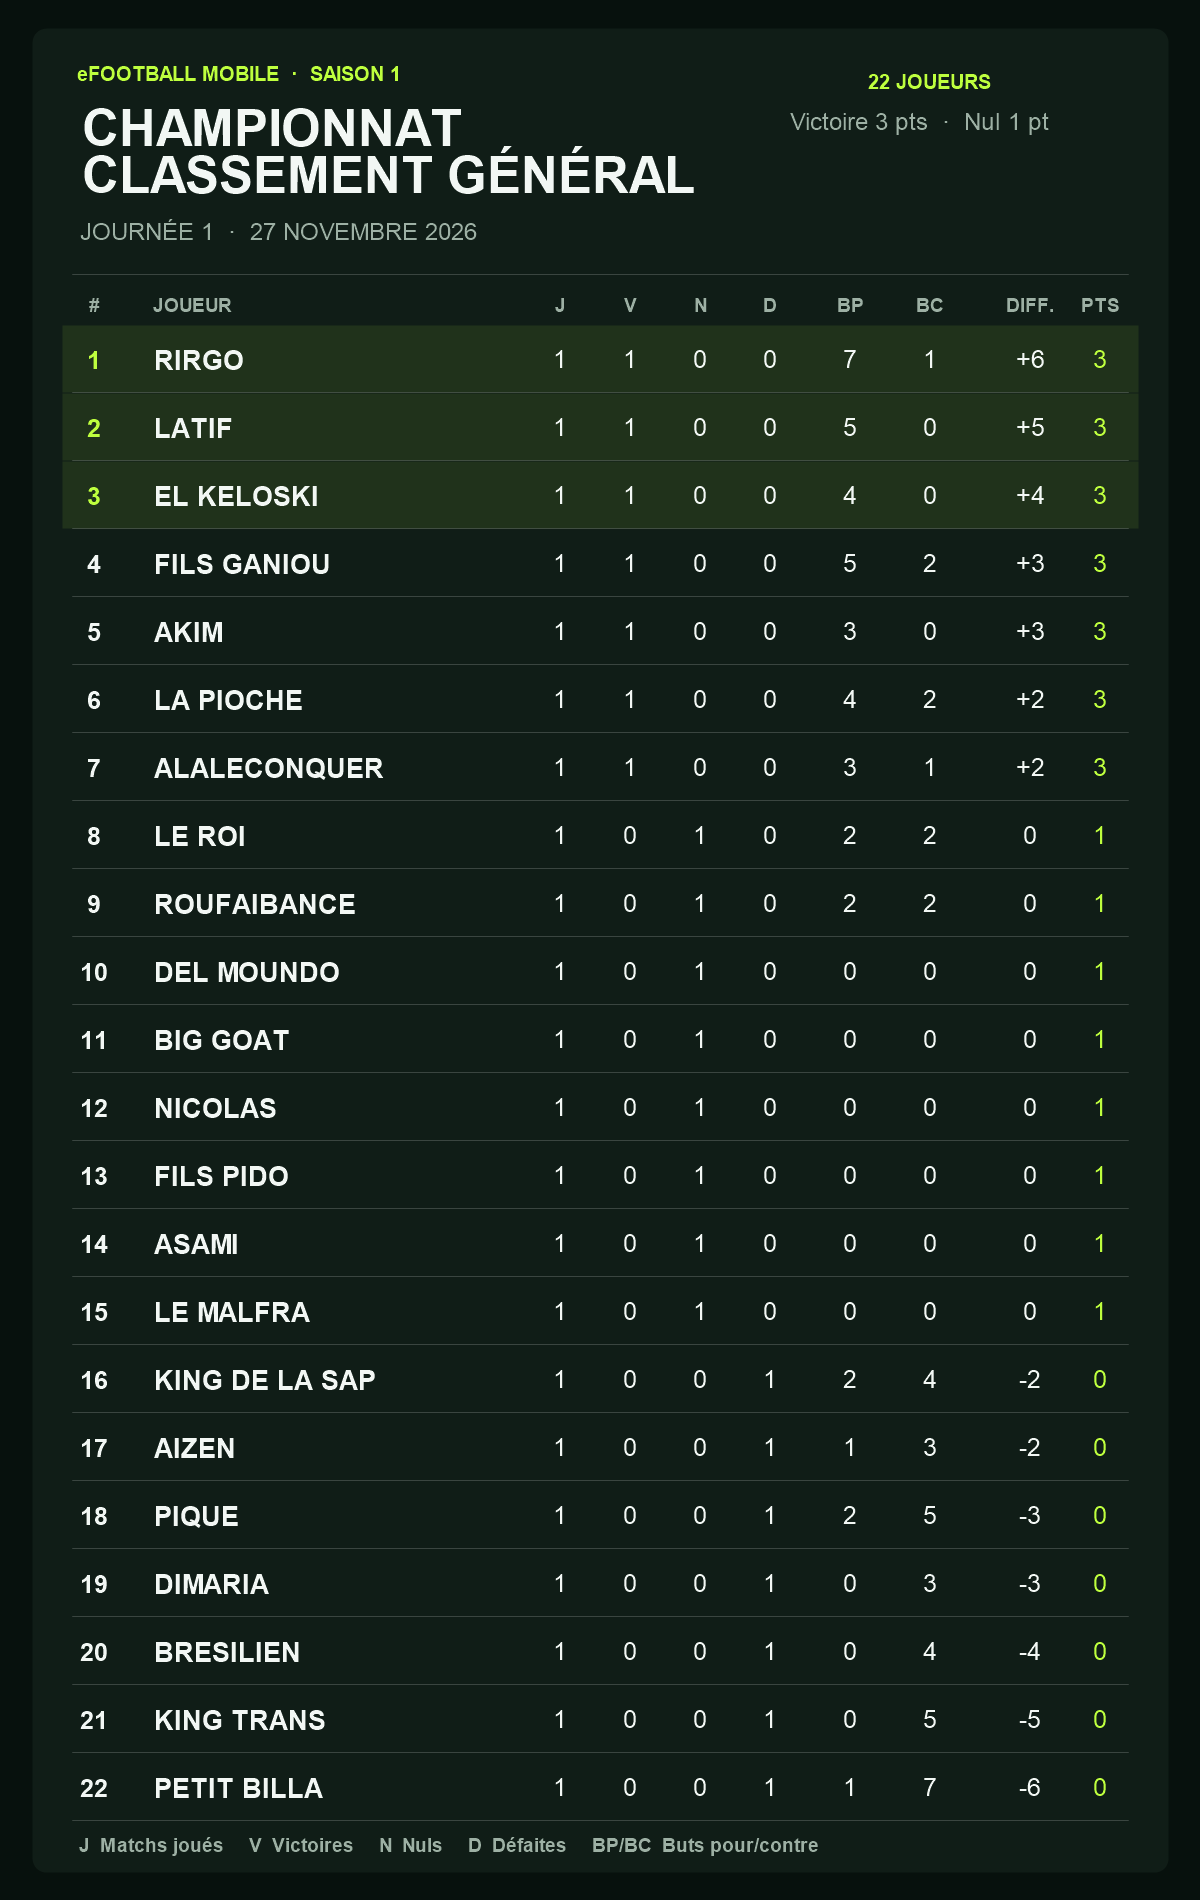 eFOOTBALL MOBILE · SAISON 1
22 JOUEURS
Victoire 3 pts · Nul 1 pt
CHAMPIONNAT
CLASSEMENT GÉNÉRAL
JOURNÉE 1 · 27 NOVEMBRE 2026
# JOUEUR J V N D BP BC DIFF. PTS
1 RIRGO 1 1 0 0 7 1 +6 3
2 LATIF 1 1 0 0 5 0 +5 3
3 EL KELOSKI 1 1 0 0 4 0 +4 3
4 FILS GANIOU 1 1 0 0 5 2 +3 3
5 AKIM 1 1 0 0 3 0 +3 3
6 LA PIOCHE 1 1 0 0 4 2 +2 3
7 ALALECONQUER 1 1 0 0 3 1 +2 3
8 LE ROI 1 0 1 0 2 2 0 1
9 ROUFAIBANCE 1 0 1 0 2 2 0 1
10 DEL MOUNDO 1 0 1 0 0 0 0 1
11 BIG GOAT 1 0 1 0 0 0 0 1
12 NICOLAS 1 0 1 0 0 0 0 1
13 FILS PIDO 1 0 1 0 0 0 0 1
14 ASAMI 1 0 1 0 0 0 0 1
15 LE MALFRA 1 0 1 0 0 0 0 1
16 KING DE LA SAP 1 0 0 1 2 4 -2 0
17 AIZEN 1 0 0 1 1 3 -2 0
18 PIQUE 1 0 0 1 2 5 -3 0
19 DIMARIA 1 0 0 1 0 3 -3 0
20 BRESILIEN 1 0 0 1 0 4 -4 0
21 KING TRANS 1 0 0 1 0 5 -5 0
22 PETIT BILLA 1 0 0 1 1 7 -6 0
J Matchs joués V Victoires N Nuls D Défaites BP/BC Buts pour/contre